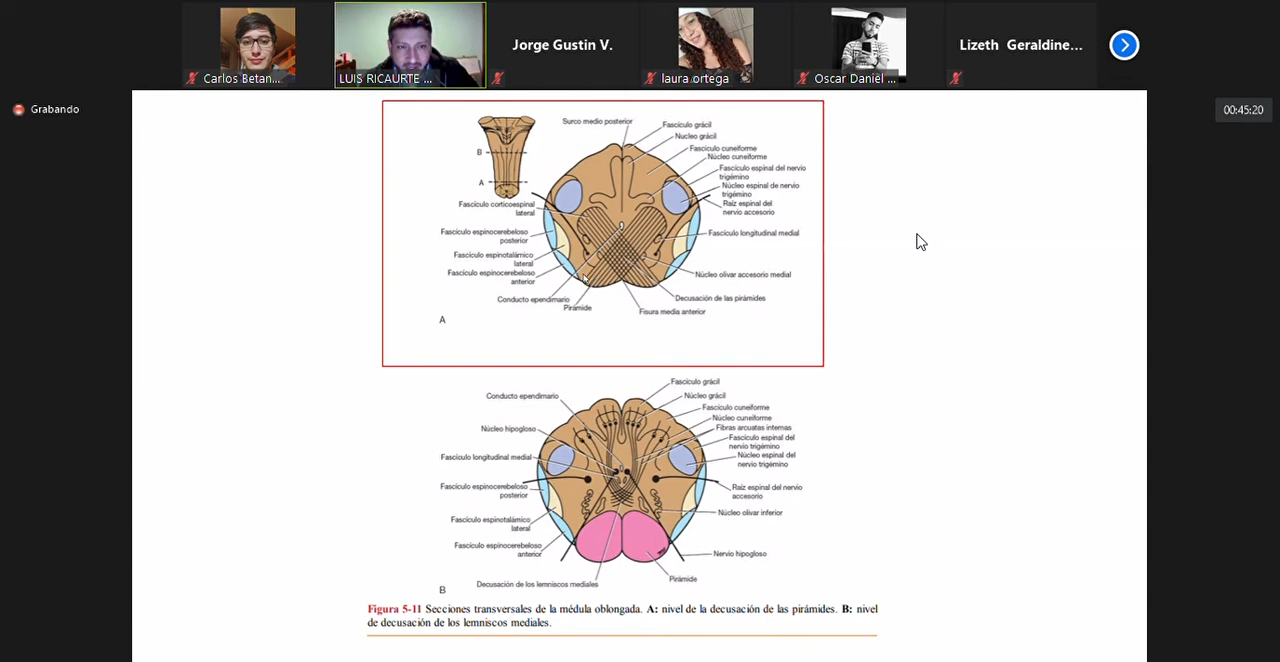 Carlos Betan...
LUIS RICAURTE ...
Jorge Gustin V.
laura ortega
Oscar Daniel ...
Lizeth Geraldine...
Grabando
00:45:20
B
A
Surco medio posterior
Fascículo grácil
Nucleo grácil
Fascículo cuneiforme
Núcleo cuneiforme
Fascículo espinal del nervio
trigémino
Núcleo espinal de nervio
trigémino
Raíz espinal del
nervio accesorio
Fascículo longitudinal medial
Núcleo olivar accesorio medial
Decusación de las pirámides
Fisura media anterior
Fascículo corticoespinal
lateral
Fascículo espinocerebeloso
posterior
Fascículo espinotalámico
lateral
Fascículo espinocerebeloso
anterior
Conducto ependimario
Pirámide
A
Conducto ependimario
Núcleo hipogloso
Fascículo longitudinal medial
Fascículo espinocerebeloso
posterior
Fascículo espinotalámico
lateral
Fascículo espinocerebeloso
anterior
Decusación de los lemniscos mediales
Fascículo grácil
Núcleo grácil
Fascículo cuneiforme
Núcleo cuneiforme
Fibras arcuatas internas
Fascículo espinal del
nervio trigémino
Núcleo espinal del
nervio trigémino
Raíz espinal del nervio
accesorio
Núcleo olivar inferior
Nervio hipogloso
Pirámide
B
Figura 5-11 Secciones transversales de la médula oblongada. A: nivel de la decusación de las pirámides. B: nivel
de decusación de los lemniscos mediales.